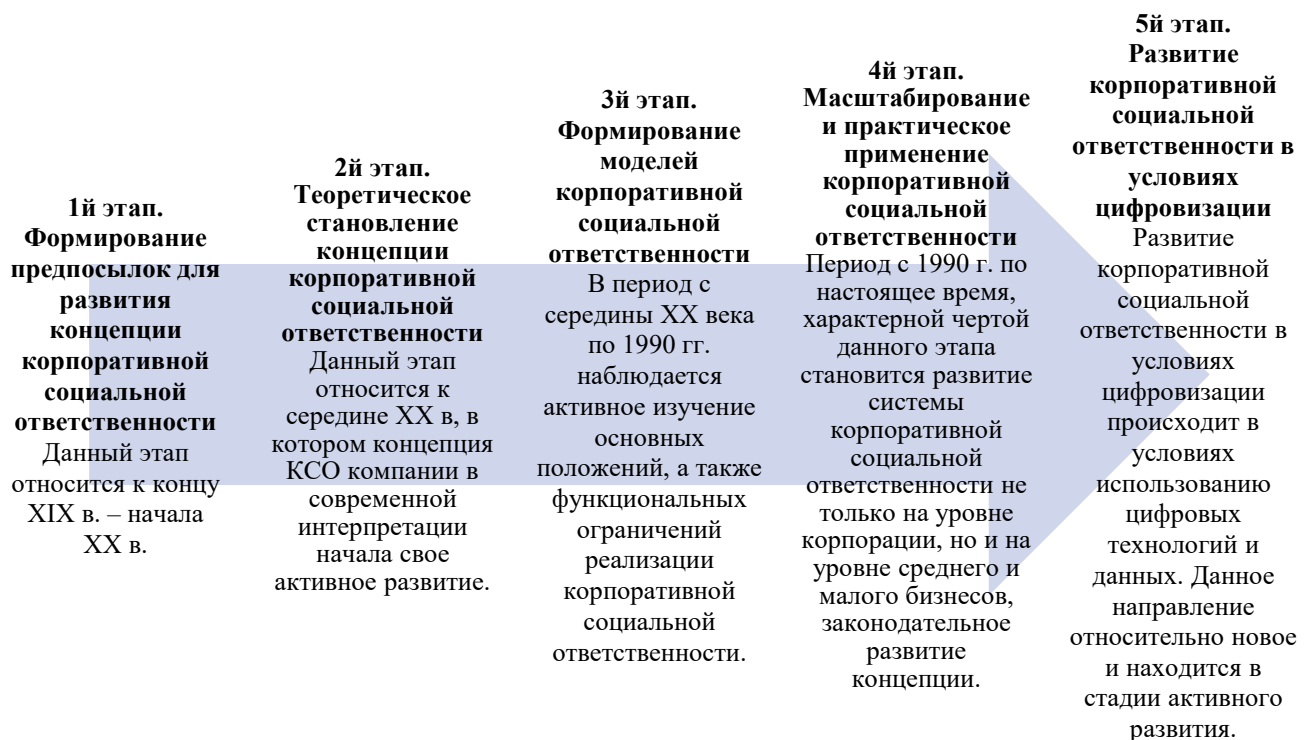 1й этап.
Формирование
предпосылок для
развития
концепции
корпоративной
социальной
ответственности
Данный этап
относится к концу
XIX в. – начала
XX в.
2й этап.
Теоретическое
становление
концепции
корпоративной
социальной
ответственности
Данный этап
относится к
середине XX в, в
котором концепция
КСО компании в
современной
интерпретации
начала свое
активное развитие.
3й этап.
Формирование
моделей
корпоративной
социальной
ответственности
В период с
середины XX века
по 1990 гг.
наблюдается
активное изучение
основных
положений, а также
функциональных
ограничений
реализации
корпоративной
социальной
ответственности.
4й этап.
Масштабирование
и практическое
применение
корпоративной
социальной
ответственности
Период с 1990 г. по
настоящее время,
характерной чертой
данного этапа
становится развитие
системы
корпоративной
социальной
ответственности не
только на уровне
корпорации, но и на
уровне среднего и
малого бизнесов,
законодательное
развитие
концепции.
5й этап.
Развитие
корпоративной
социальной
ответственности в
условиях
цифровизации
Развитие
корпоративной
социальной
ответственности в
условиях
цифровизации
происходит в
условиях
использованию
цифровых
технологий и
данных. Данное
направление
относительно новое
и находится в
стадии активного
развития.